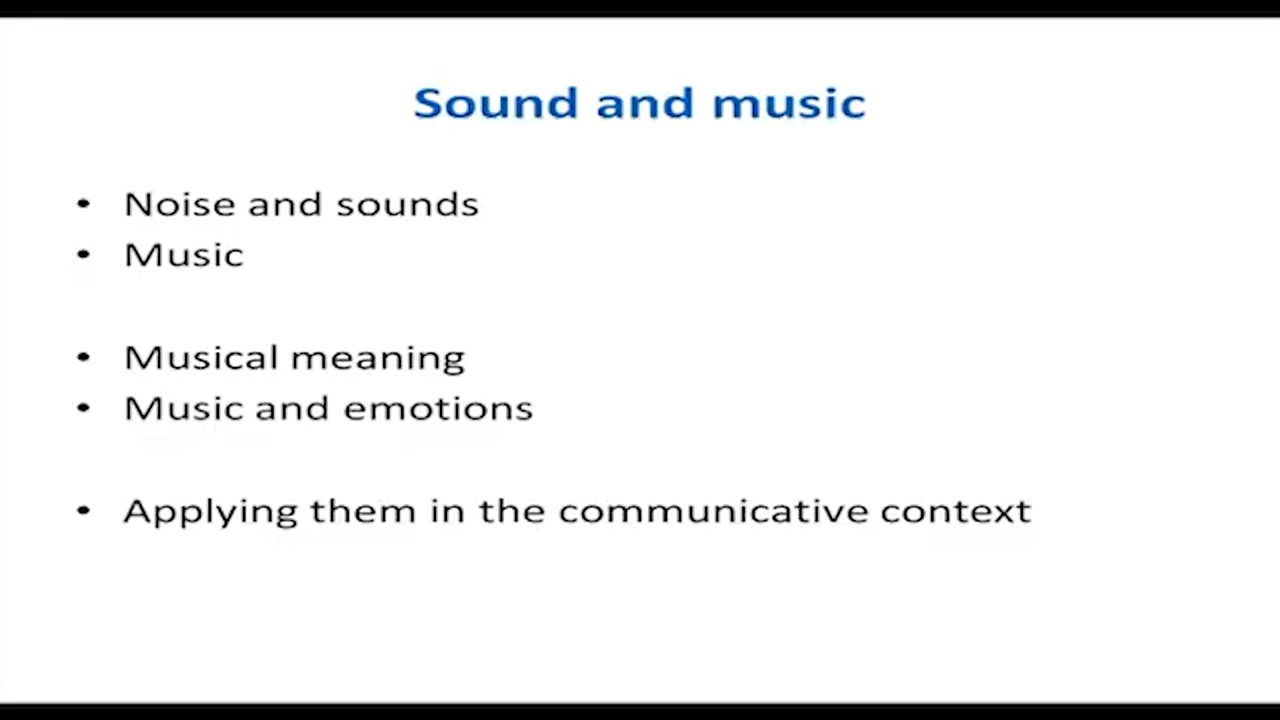 Sound and music
• Noise and sounds
• Music
• Musical meaning
• Music and emotions
• Applying them in the communicative context